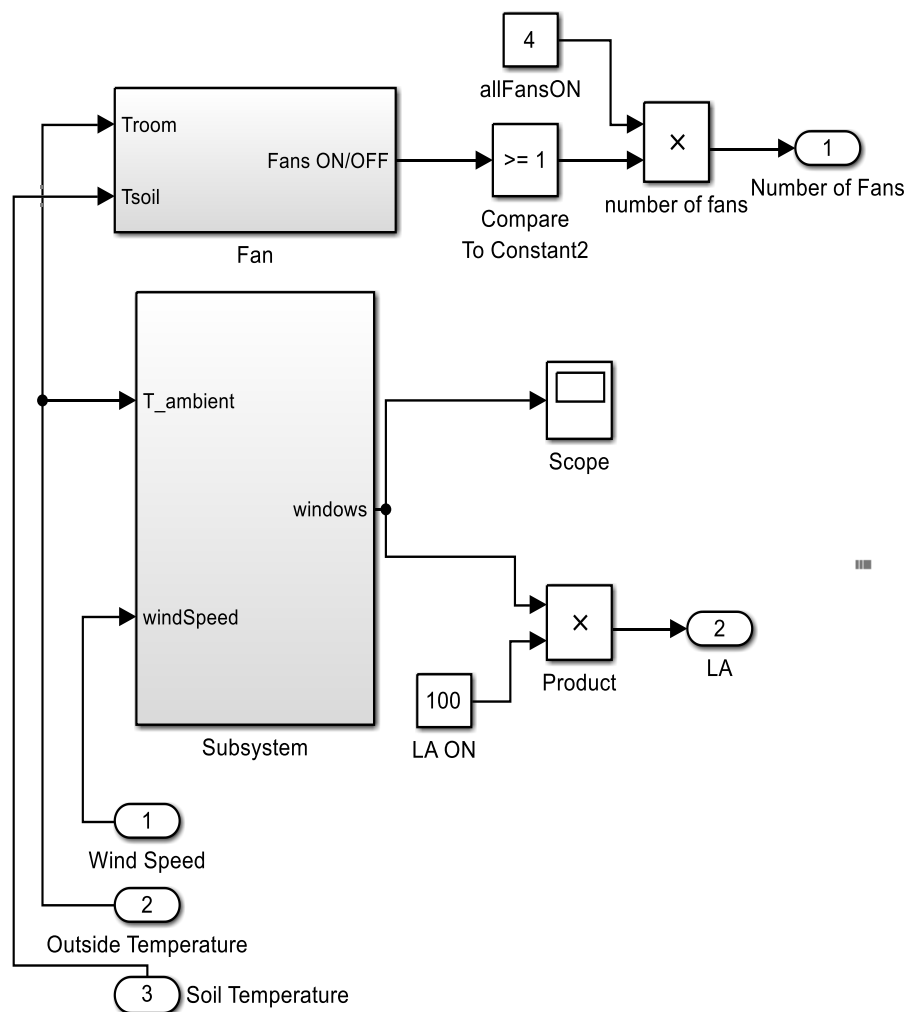 4
allFansON
Troom
Fans ON/OFF
>= 1
×
1
Tsoil
Number of Fans
number of fans
Compare
To Constant2
Fan
T_ambient
Scope
windows
windSpeed
×
2
Product
LA
100
LA ON
Subsystem
1
Wind Speed
2
Outside Temperature
3
Soil Temperature